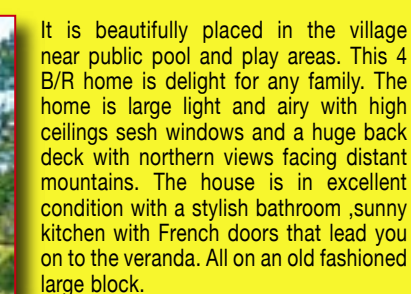 It is beautifully placed in the village
near public pool and play areas. This 4
B/R home is delight for any family. The
home is large light and airy with high
ceilings sesh windows and a huge back
deck with northern views facing distant
mountains. The house is in excellent
condition with a stylish bathroom ,sunny
kitchen with French doors that lead you
on to the veranda. All on an old fashioned
large block.